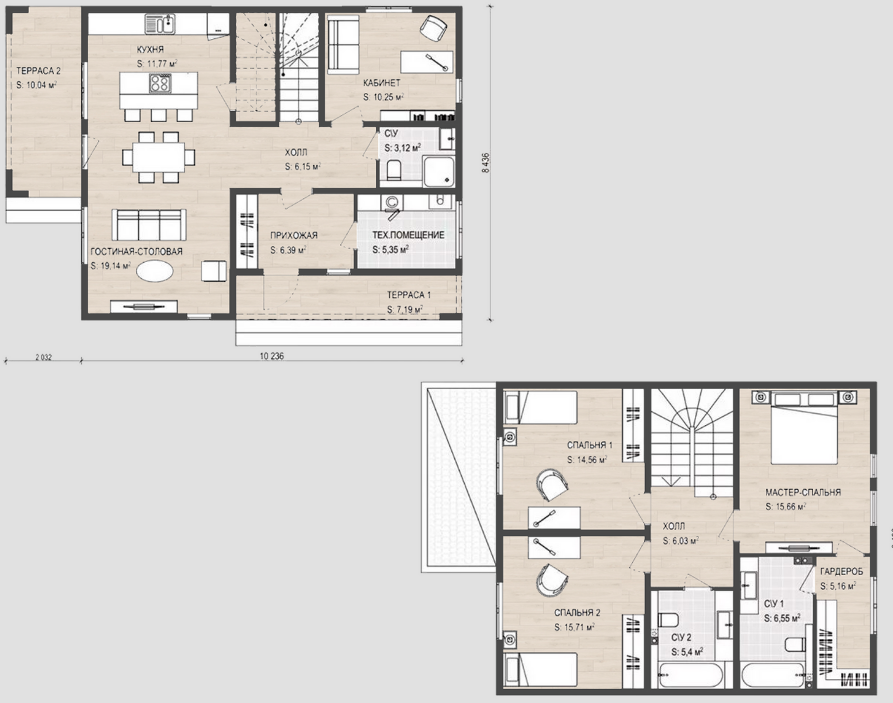 КУХНЯ
S: 11,77 м²
ТЕРРАСА 2
S: 10,04 м²
КАБИНЕТ
S: 10,25 м²
С\У
S: 3,12 м²
ХОЛЛ
S: 6.15 м²
8 436
ПРИХОЖАЯ
S: 6,39 м²
ТЕХ.ПОМЕЩЕНИЕ
S: 5,35 м²
ГОСТИНАЯ-СТОЛОВАЯ
S: 19,14 м²
ТЕРРАСА 1
S: 7,19 м²
2 032
10 236
СПАЛЬНЯ 1
S: 14,56 м²
МАСТЕР-СПАЛЬНЯ
S: 15,66 м²
ХОЛЛ
S: 6,03 м²
ГАРДЕРОБ
S: 5,16 м²
СПАЛЬНЯ 2
S: 15,71 м²
С\У 1
S: 6,55 м²
С\У 2
S: 5,4 м²